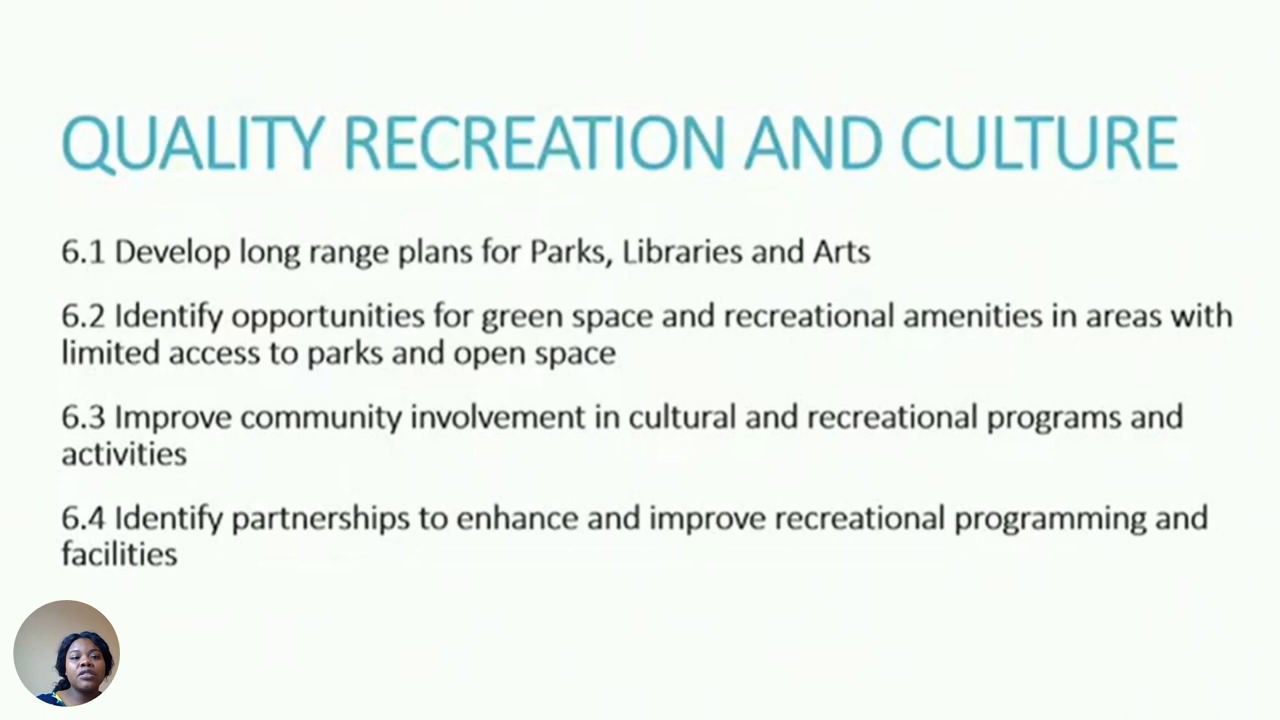 QUALITY RECREATION AND CULTURE
6.1 Develop long range plans for Parks, Libraries and Arts
6.2 Identify opportunities for green space and recreational amenities in areas with
limited access to parks and open space
6.3 Improve community involvement in cultural and recreational programs and
activities
6.4 Identify partnerships to enhance and improve recreational programming and
facilities